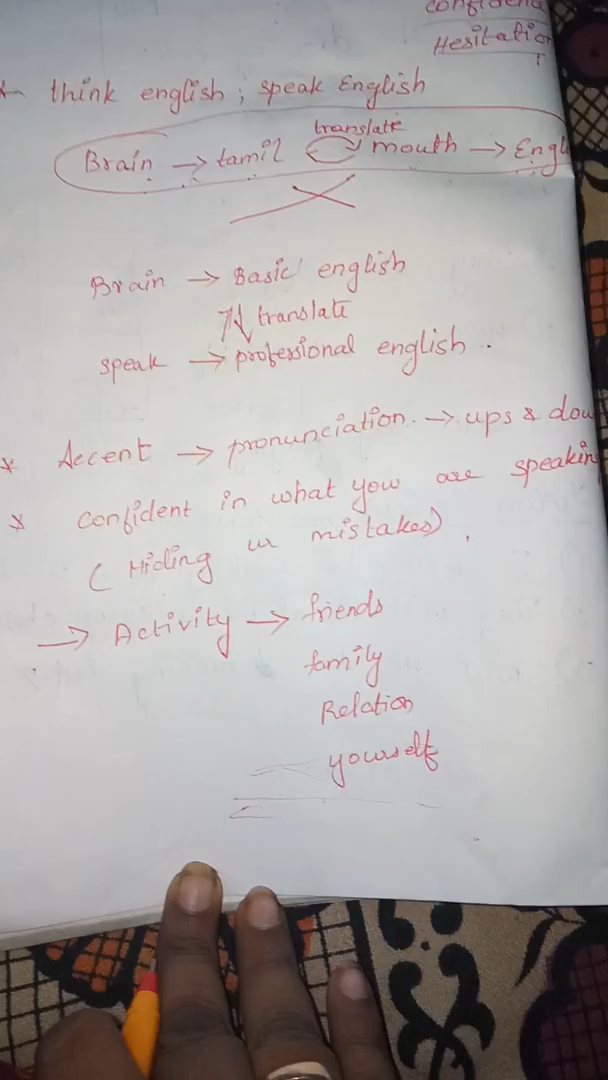 Hesitation
think english ; speak English
translate
Brain → tamil mouth → Engl
Brain → Basic english
translate
speak → professional english .
* Accent → pronunciation. → ups & dow
* confident in what you are speakin
( Hiding ur mistakes) .
→ Activity → friends
family
Relation
yourself